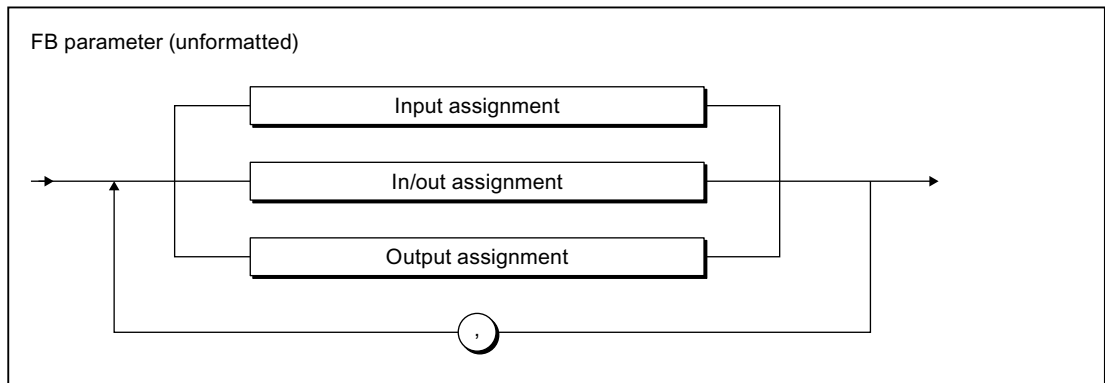 FB parameter (unformatted)
Input assignment
In/out assignment
Output assignment
,